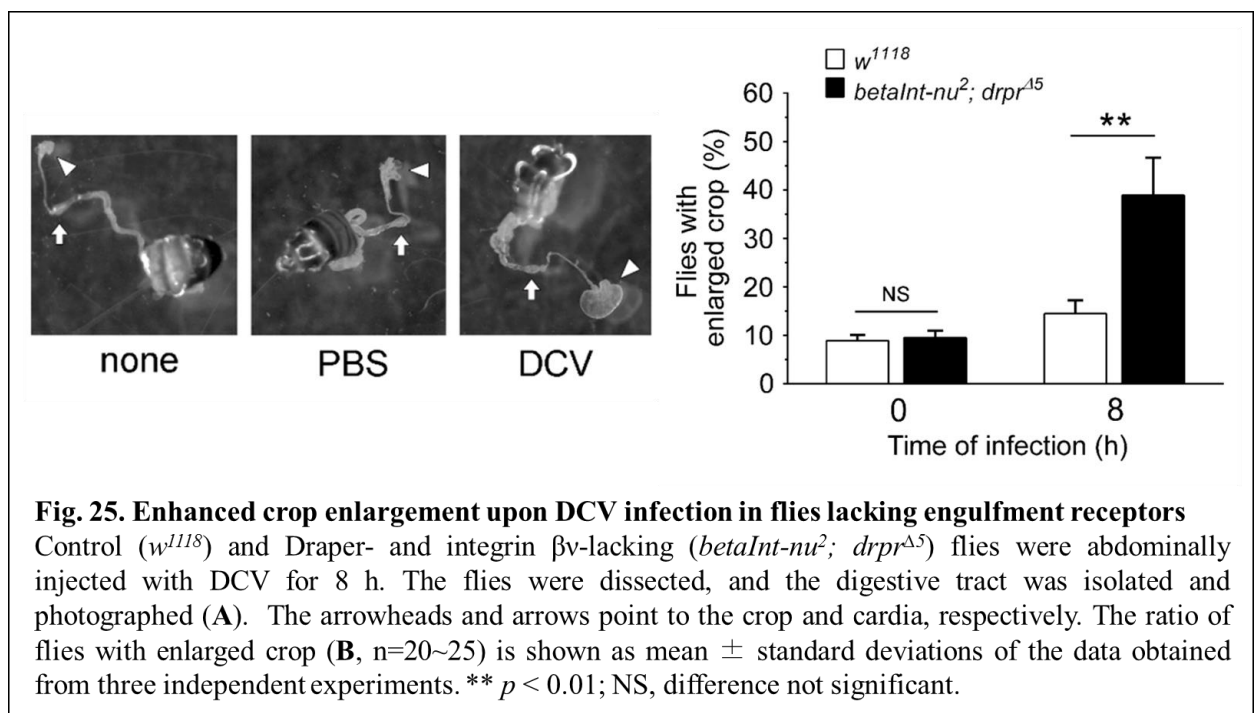 none
PBS
DCV
w¹¹¹⁸
betaInt-nu²; drpr^Δ5
Flies with
enlarged crop (%)
60
50
40
30
20
10
0
NS
**
0
8
Time of infection (h)
Fig. 25. Enhanced crop enlargement upon DCV infection in flies lacking engulfment receptors
Control (w¹¹¹⁸) and Draper- and integrin βν-lacking (betaInt-nu²; drpr^Δ5) flies were abdominally
injected with DCV for 8 h. The flies were dissected, and the digestive tract was isolated and
photographed (A). The arrowheads and arrows point to the crop and cardia, respectively. The ratio of
flies with enlarged crop (B, n=20~25) is shown as mean ± standard deviations of the data obtained
from three independent experiments. ** p < 0.01; NS, difference not significant.